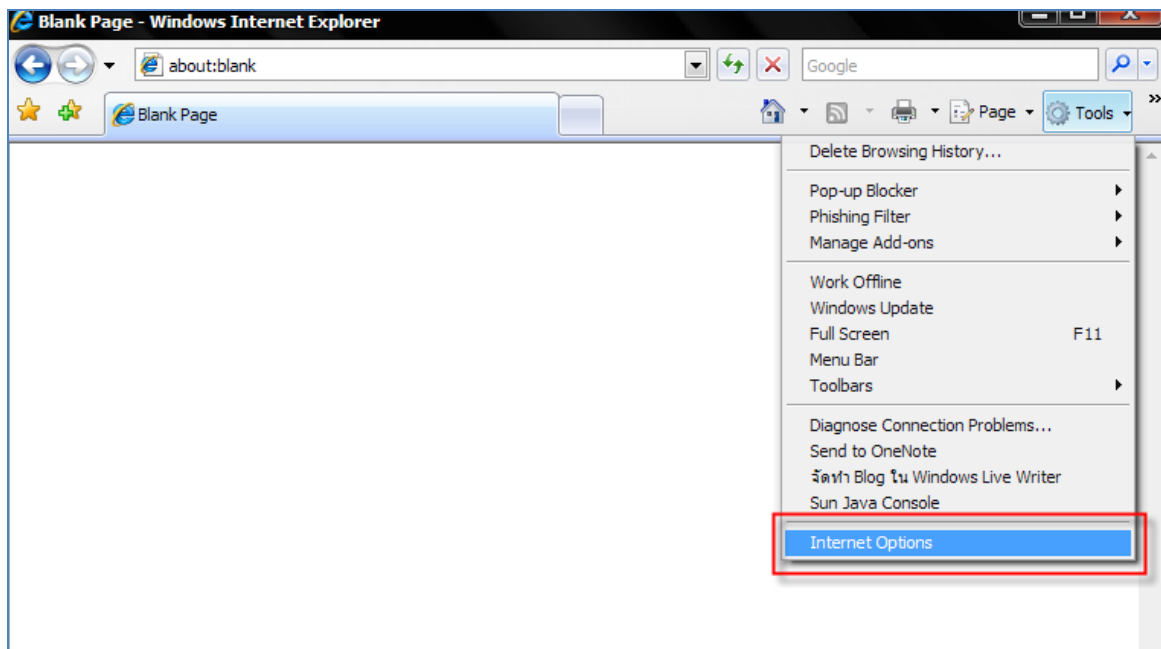 Blank Page - Windows Internet Explorer
about:blank
Google
Blank Page
Page
Tools
Delete Browsing History...
Pop-up Blocker
Phishing Filter
Manage Add-ons
Work Offline
Windows Update
Full Screen F11
Menu Bar
Toolbars
Diagnose Connection Problems...
Send to OneNote
จัดทำ Blog ใน Windows Live Writer
Sun Java Console
Internet Options